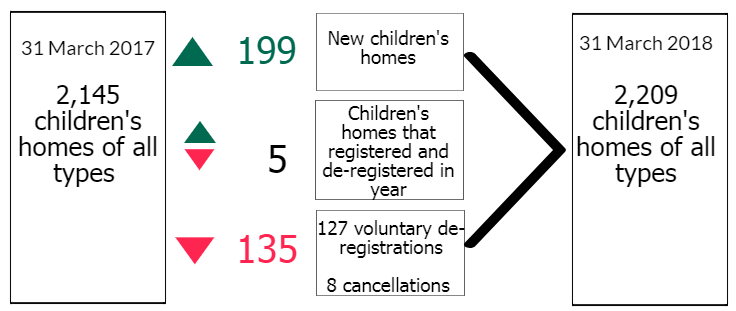 31 March 2017
2,145
children's
homes of all
types
199
New children's
homes
5
Children's
homes that
registered and
de-registered in
year
135
127 voluntary de-
registrations
8 cancellations
31 March 2018
2,209
children's
homes of all
types